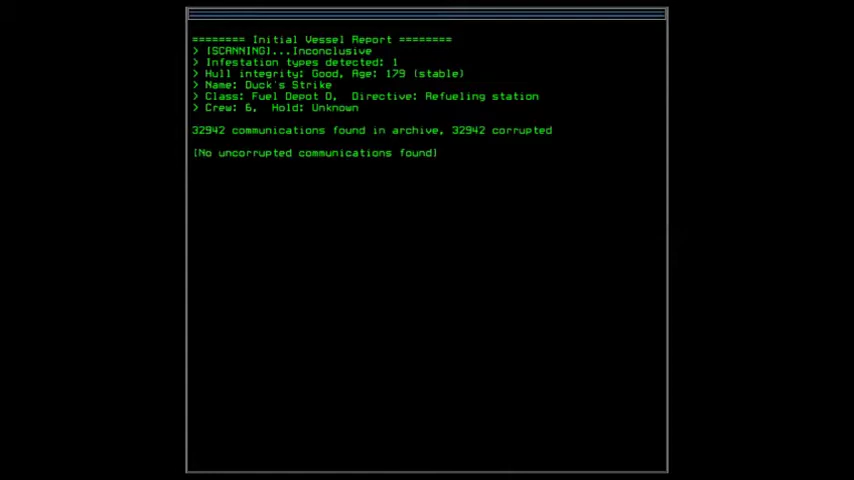 ======== Initial Vessel Report ========
> [SCANNING]...Inconclusive
> Infestation types detected: 1
> Hull integrity: Good, Age: 179 (stable)
> Name: Duck's Strike
> Class: Fuel Depot D, Directive: Refueling station
> Crew: 6, Hold: Unknown
32942 communications found in archive, 32942 corrupted
[No uncorrupted communications found]